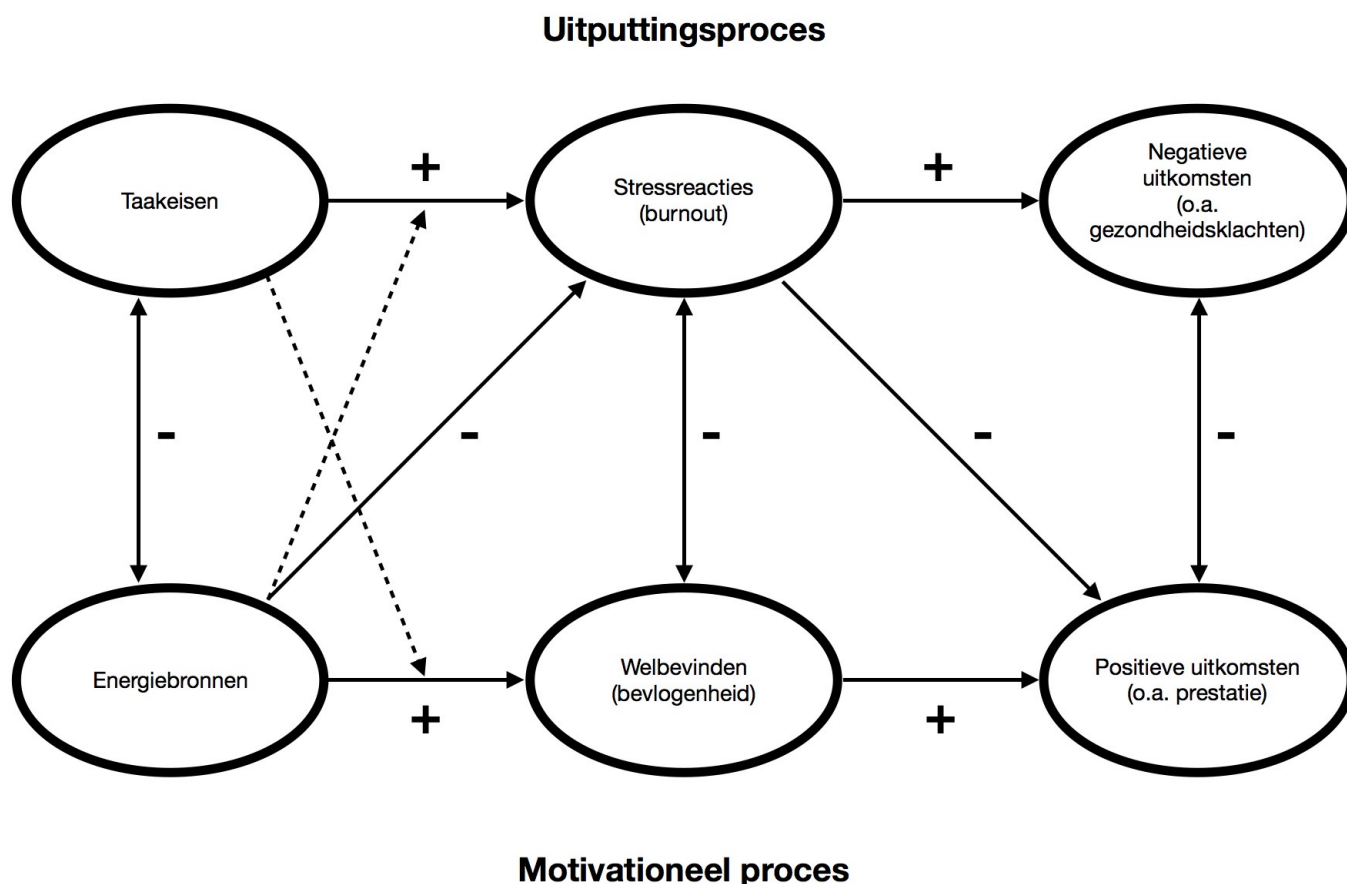 Uitputtingsproces
+
+
Taakeisen
Stressreacties
(burnout)
Negatieve
uitkomsten
(o.a.
gezondheidsklachten)
-
-
-
-
-
Energiebronnen
Welbevinden
(bevlogenheid)
Positieve uitkomsten
(o.a. prestatie)
+
+
Motivationeel proces